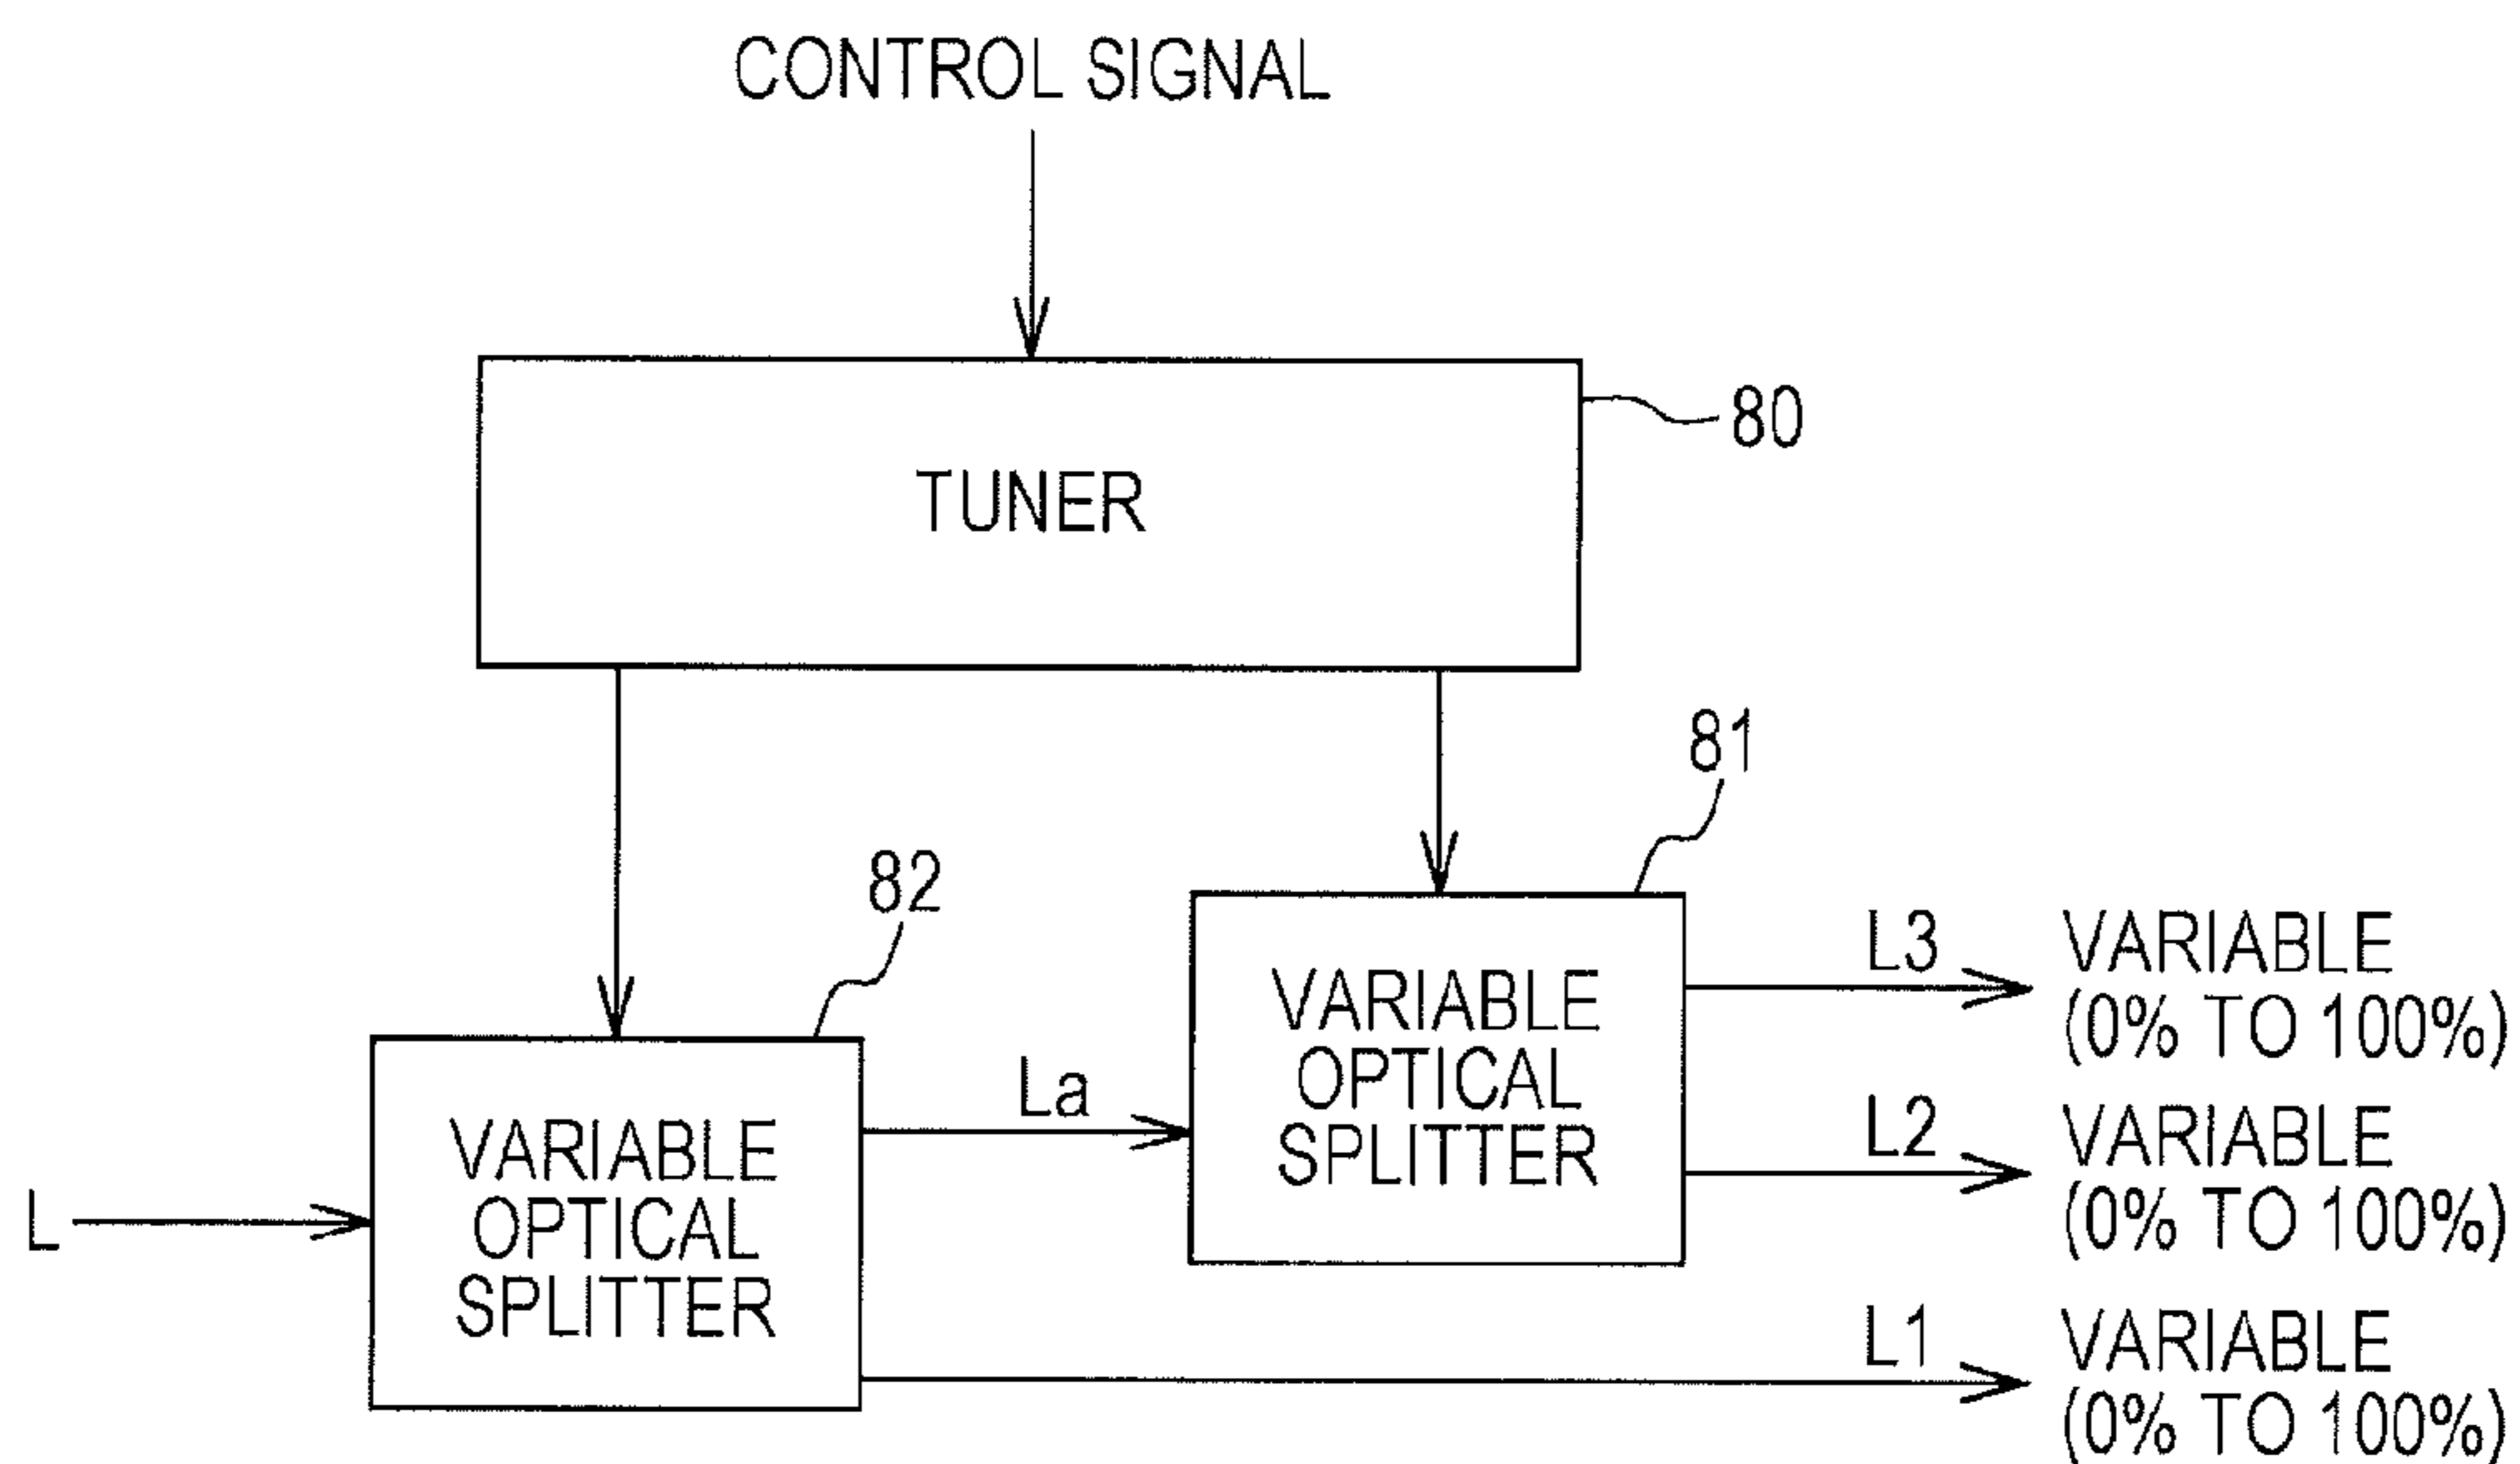 CONTROL SIGNAL
80
TUNER
81
82
L3
VARIABLE
(0% TO 100%)
VARIABLE
OPTICAL
SPLITTER
La
L2
VARIABLE
(0% TO 100%)
L
VARIABLE
OPTICAL
SPLITTER
L1
VARIABLE
(0% TO 100%)